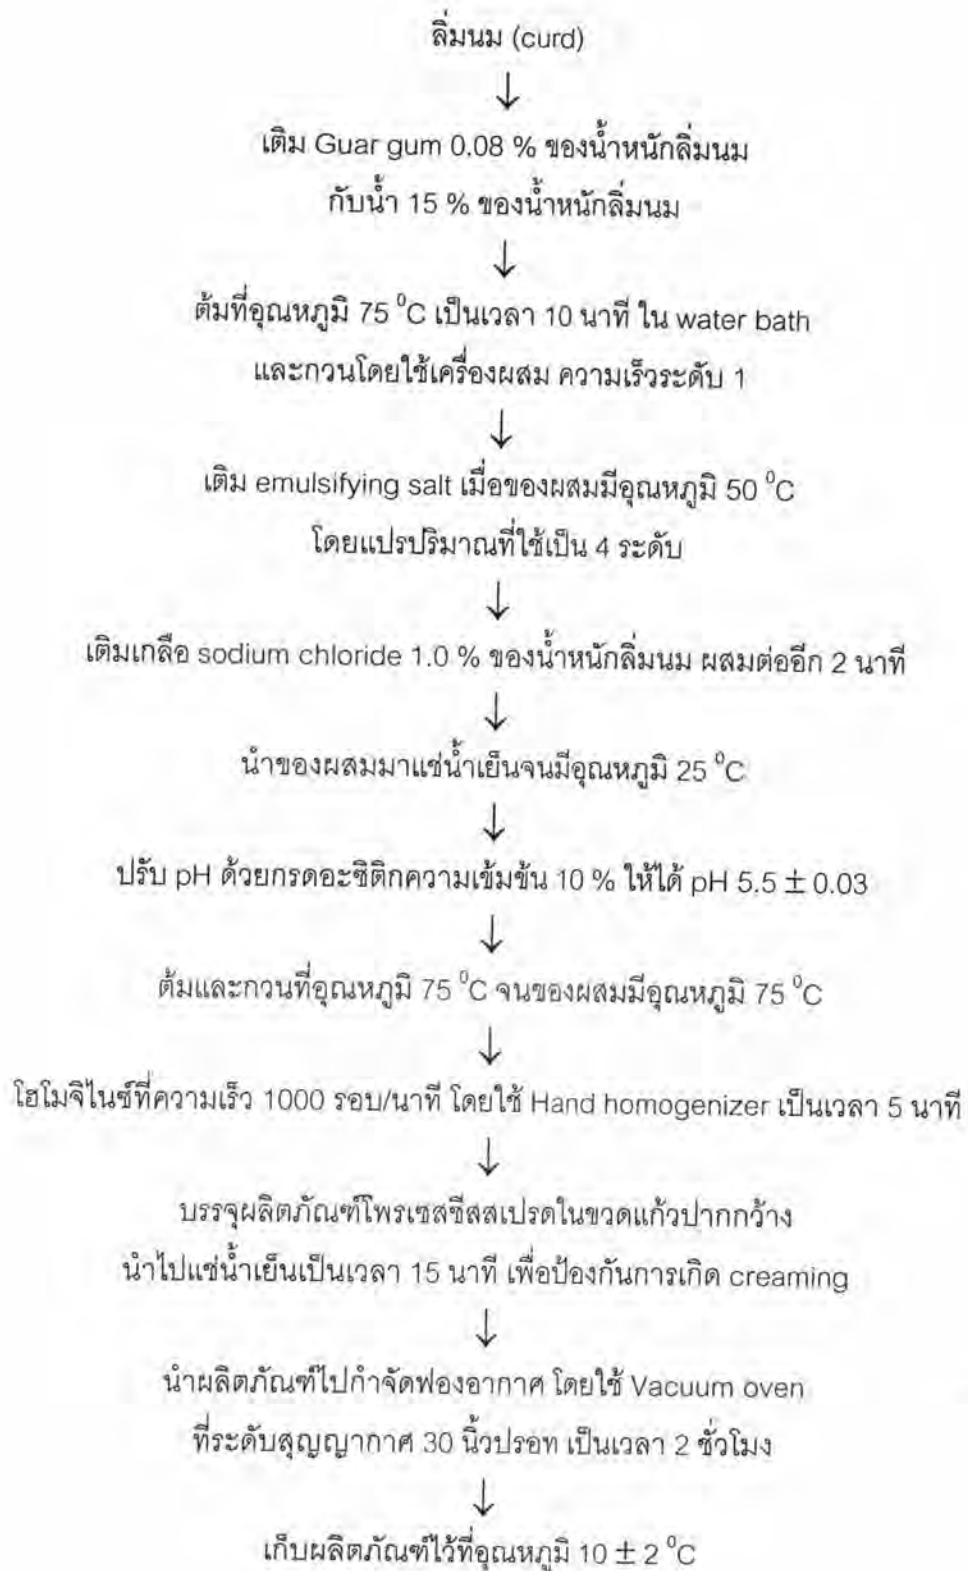 ลิ่มนม (curd)
↓
เติม Guar gum 0.08 % ของน้ำหนักลิ่มนม
กับน้ำ 15 % ของน้ำหนักลิ่มนม
↓
ต้มที่อุณหภูมิ 75 ⁰C เป็นเวลา 10 นาที ใน water bath
และกวนโดยใช้เครื่องผสม ความเร็วระดับ 1
↓
เติม emulsifying salt เมื่อของผสมมีอุณหภูมิ 50 ⁰C
โดยแปรปริมาณที่ใช้เป็น 4 ระดับ
↓
เติมเกลือ sodium chloride 1.0 % ของน้ำหนักลิ่มนม ผสมต่ออีก 2 นาที
↓
นำของผสมมาแช่น้ำเย็นจนมีอุณหภูมิ 25 ⁰C
↓
ปรับ pH ด้วยกรดอะซิติกความเข้มข้น 10 % ให้ได้ pH 5.5 ± 0.03
↓
ต้มและกวนที่อุณหภูมิ 75 ⁰C จนของผสมมีอุณหภูมิ 75 ⁰C
↓
โฮโมจิไนซ์ที่ความเร็ว 1000 รอบ/นาที โดยใช้ Hand homogenizer เป็นเวลา 5 นาที
↓
บรรจุผลิตภัณฑ์โพรเซสชีสสเปรดในขวดแก้วปากกว้าง
นำไปแช่น้ำเย็นเป็นเวลา 15 นาที เพื่อป้องกันการเกิด creaming
↓
นำผลิตภัณฑ์ไปกำจัดฟองอากาศ โดยใช้ Vacuum oven
ที่ระดับสุญญากาศ 30 นิ้วปรอท เป็นเวลา 2 ชั่วโมง
↓
เก็บผลิตภัณฑ์ไว้ที่อุณหภูมิ 10 ± 2 ⁰C